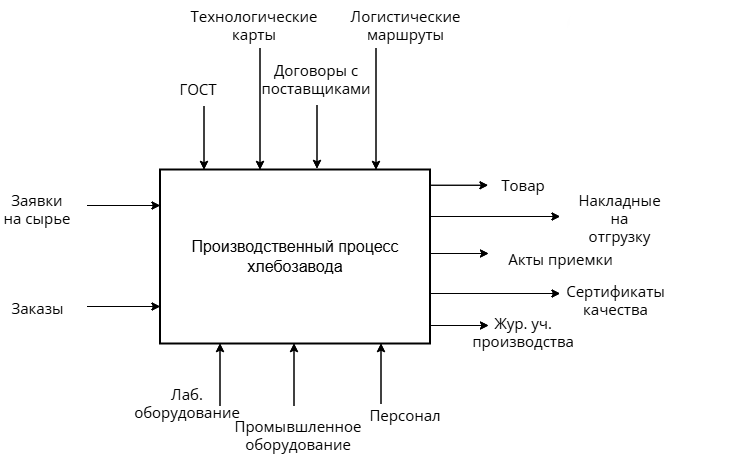 Технологические
карты
Логистические
маршруты
Договоры с
поставщиками
ГОСТ
Заявки
на сырье
Заказы
Производственный процесс
хлебозавода
Товар
Накладные
на
отгрузку
Акты приемки
Сертификаты
качества
Жур. уч.
производства
Лаб.
оборудование
Промывшленное
оборудование
Персонал